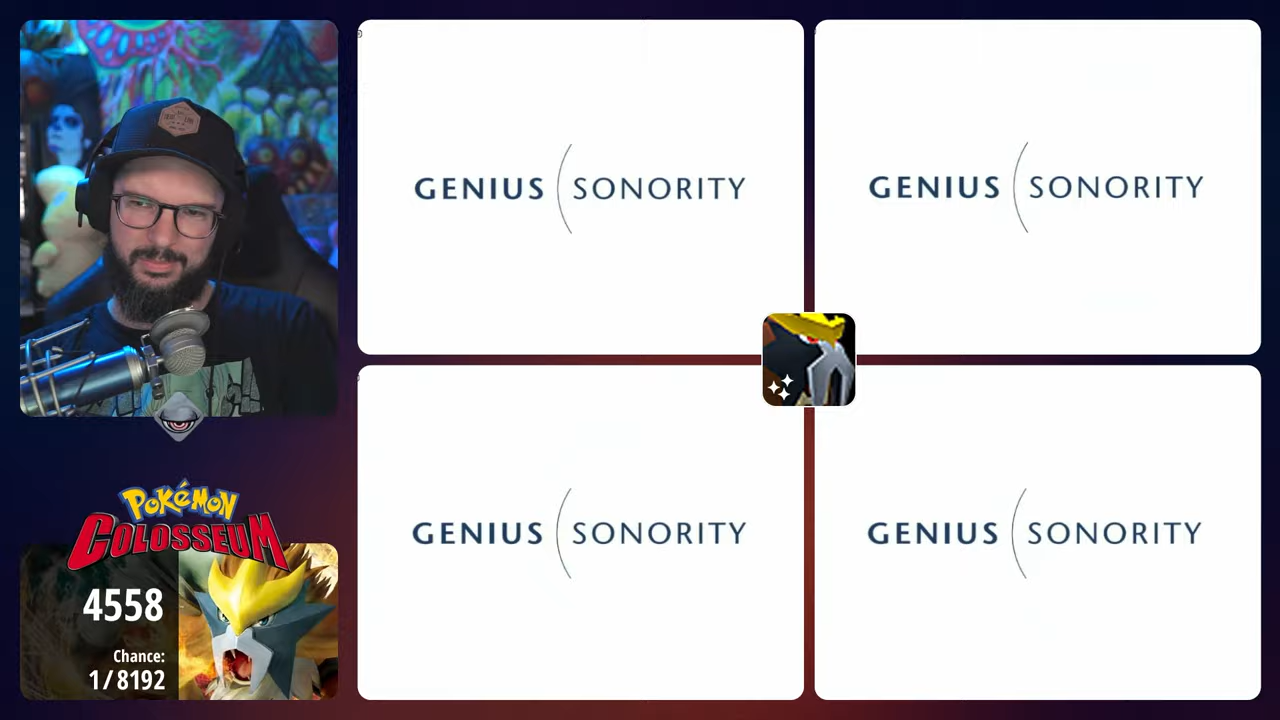 GENIUS SONORITY
GENIUS SONORITY
GENIUS SONORITY
GENIUS SONORITY
POKéMON
COLOSSEUM
4558
Chance:
1/8192